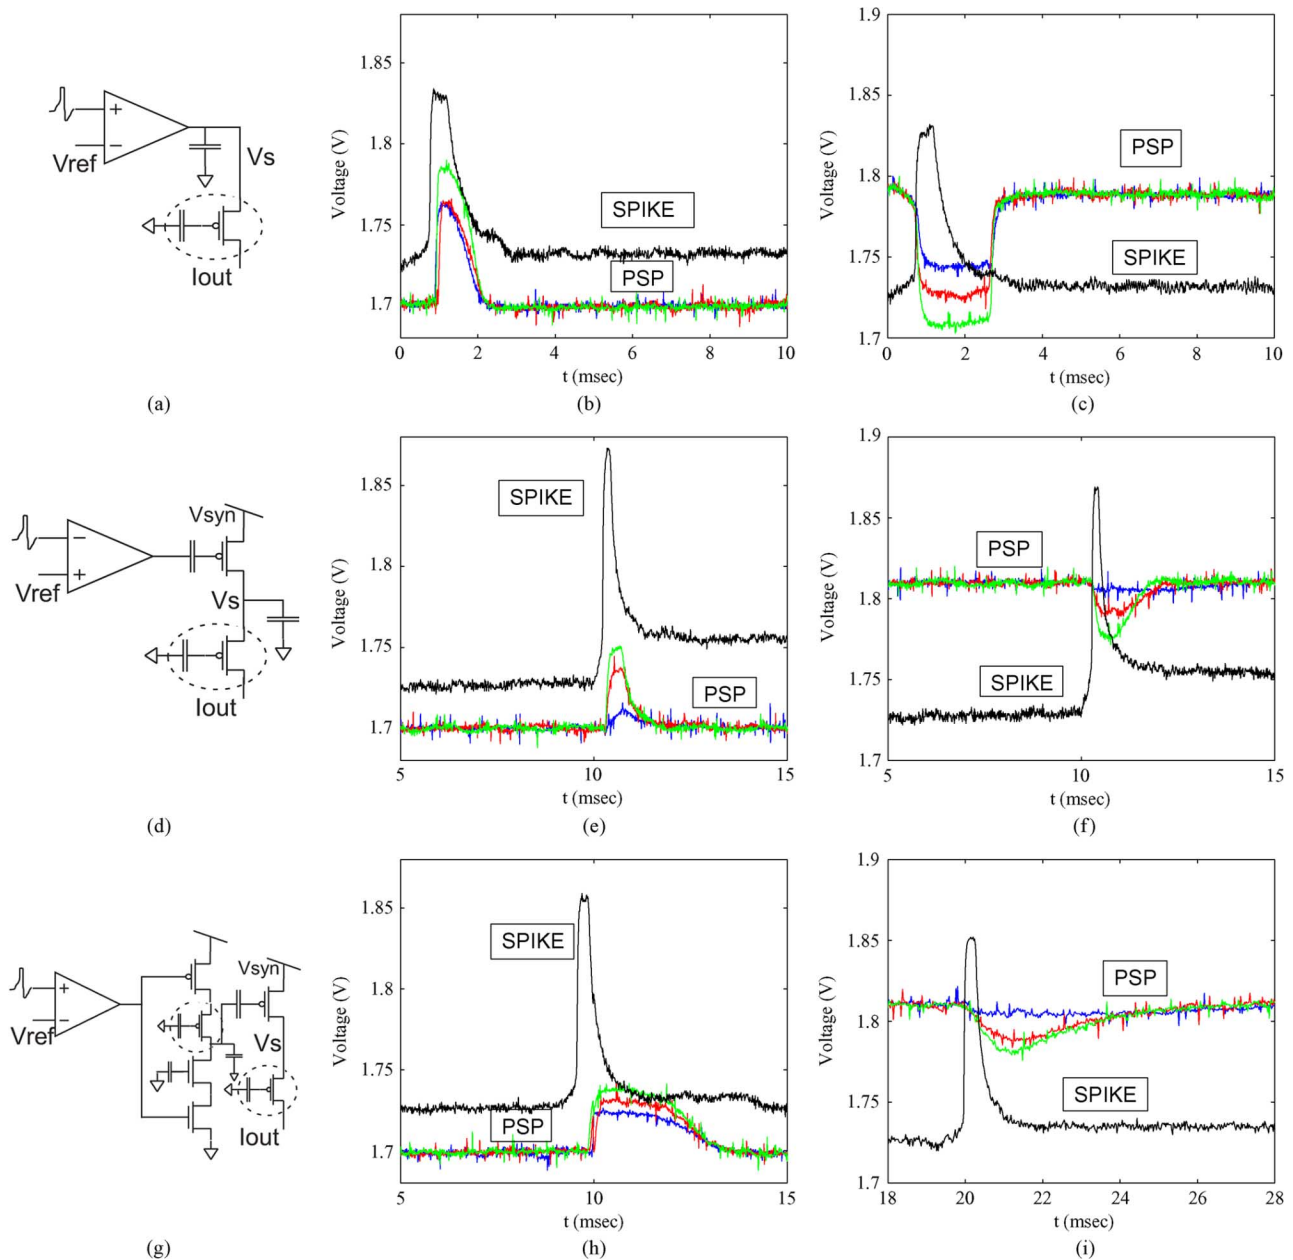 +
−
Vref
Vs
Iout
(a)
1.85
1.8
1.75
1.7
Voltage (V)
SPIKE
PSP
0 2 4 6 8 10
t (msec)
(b)
1.9
1.85
1.8
1.75
1.7
Voltage (V)
PSP
SPIKE
0 2 4 6 8 10
t (msec)
(c)
Vsyn
−
+
Vref
Vs
Iout
(d)
1.85
1.8
1.75
1.7
Voltage (V)
SPIKE
PSP
5 10 15
t (msec)
(e)
1.9
1.85
1.8
1.75
1.7
Voltage (V)
PSP
SPIKE
5 10 15
t (msec)
(f)
Vsyn
+
−
Vref
Vs
Iout
(g)
1.85
1.8
1.75
1.7
Voltage (V)
SPIKE
PSP
5 10 15
t (msec)
(h)
1.9
1.85
1.8
1.75
1.7
Voltage (V)
PSP
SPIKE
18 20 22 24 26 28
t (msec)
(i)